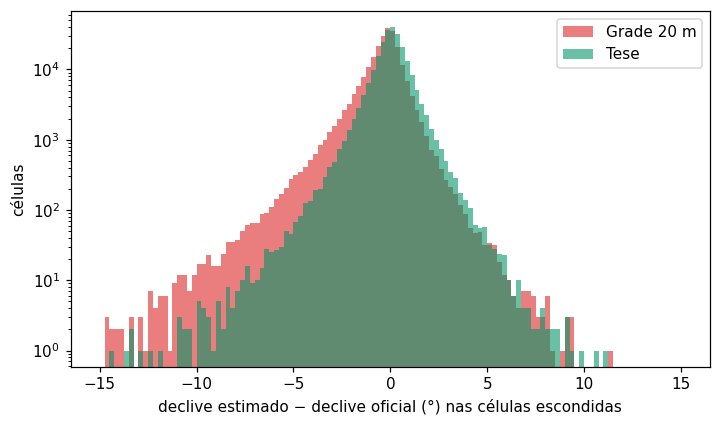 Grade 20 m
Tese
células
10⁴
10³
10²
10¹
10⁰
−15 −10 −5 0 5 10 15
declive estimado − declive oficial (°) nas células escondidas